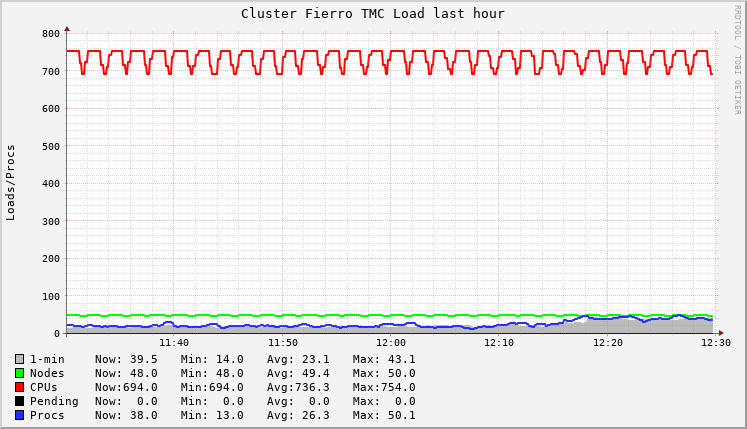 Cluster Fierro TMC Load last hour
RRDTOOL / TOBI OETIKER
Loads/Procs
800
700
600
500
400
300
200
100
0
11:40 11:50 12:00 12:10 12:20 12:30
1-min Now: 39.5 Min: 14.0 Avg: 23.1 Max: 43.1
Nodes Now: 48.0 Min: 48.0 Avg: 49.4 Max: 50.0
CPUs Now:694.0 Min:694.0 Avg:736.3 Max:754.0
Pending Now: 0.0 Min: 0.0 Avg: 0.0 Max: 0.0
Procs Now: 38.0 Min: 13.0 Avg: 26.3 Max: 50.1